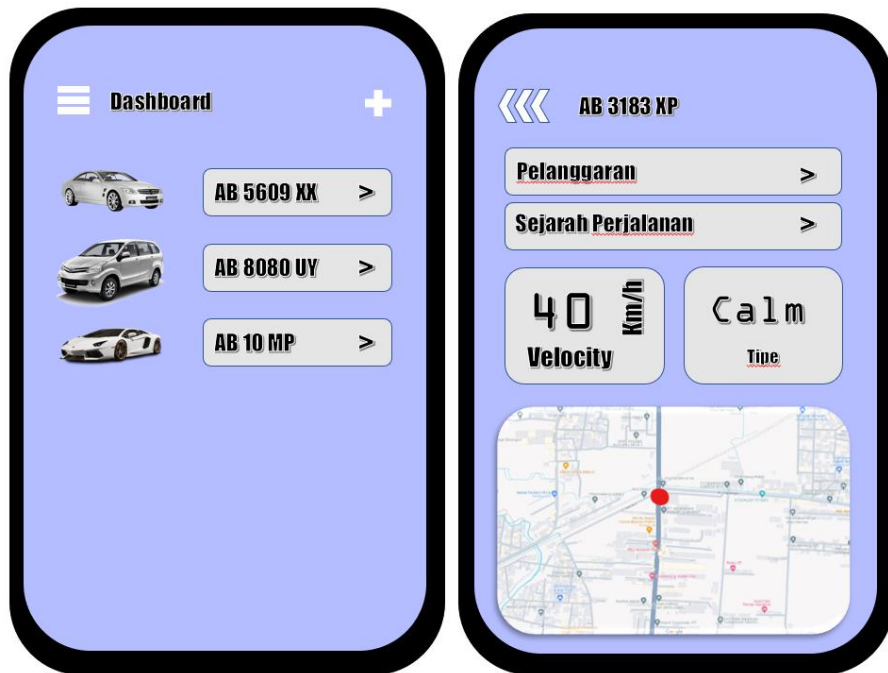 Dashboard
AB 5609 XX >
AB 8080 UY >
AB 10 MP >
AB 3183 XP
Pelanggaran >
Sejarah Perjalanan >
40 Km/h
Velocity
Calm
Tipe
Google